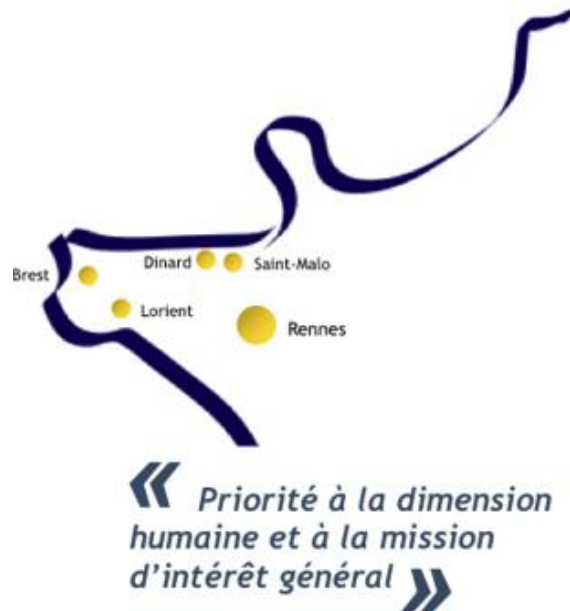 Dinard
Saint-Malo
Brest
Lorient
Rennes
« Priorité à la dimension
humaine et à la mission
d’intérêt général »